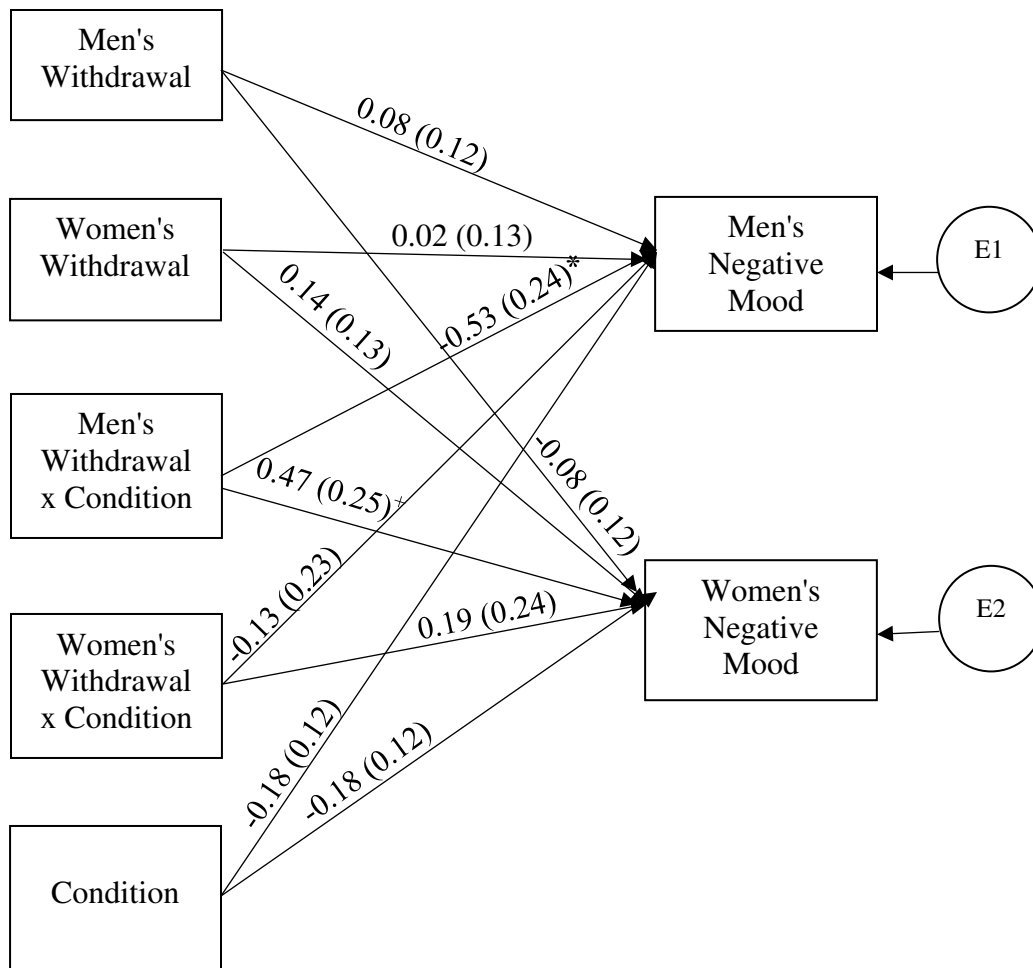 Men's
Withdrawal
0.08 (0.12)
Women's
Withdrawal
0.02 (0.13)
0.14 (0.13)
Men's
Negative
Mood
E1
-0.53 (0.24)*
Men's
Withdrawal
x Condition
0.47 (0.25)+
-0.08 (0.12)
Women's
Withdrawal
x Condition
-0.13 (0.23)
0.19 (0.24)
Women's
Negative
Mood
E2
Condition
-0.18 (0.12)
-0.18 (0.12)